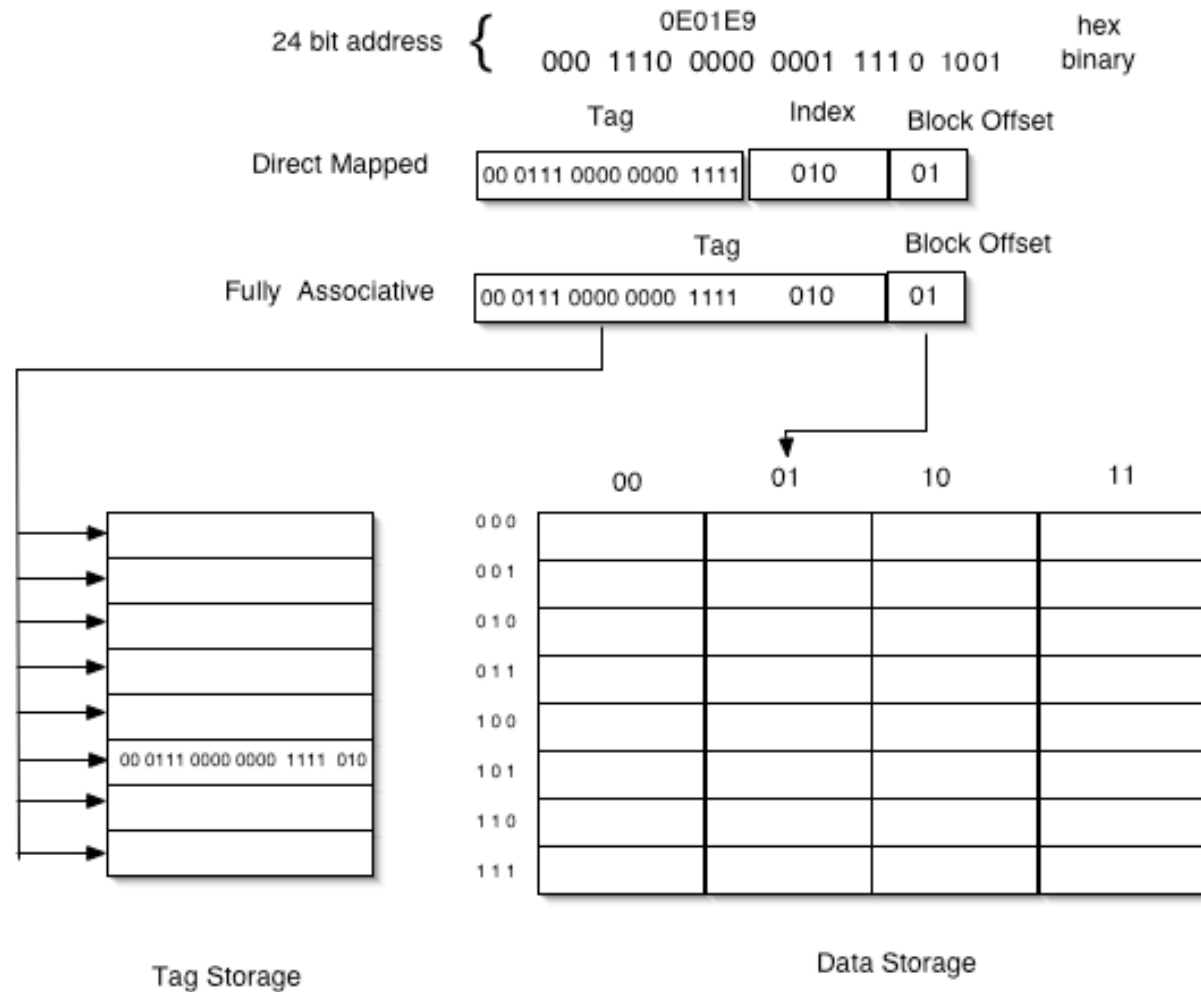 0E01E9 hex
24 bit address { 000 1110 0000 0001 111 0 1001 binary
Tag Index Block Offset
Direct Mapped 00 0111 0000 0000 1111 010 01
Tag Block Offset
Fully Associative 00 0111 0000 0000 1111 010 01
00 01 10 11
000
001
010
011
100
00 0111 0000 0000 1111 010 101
110
111
Tag Storage Data Storage